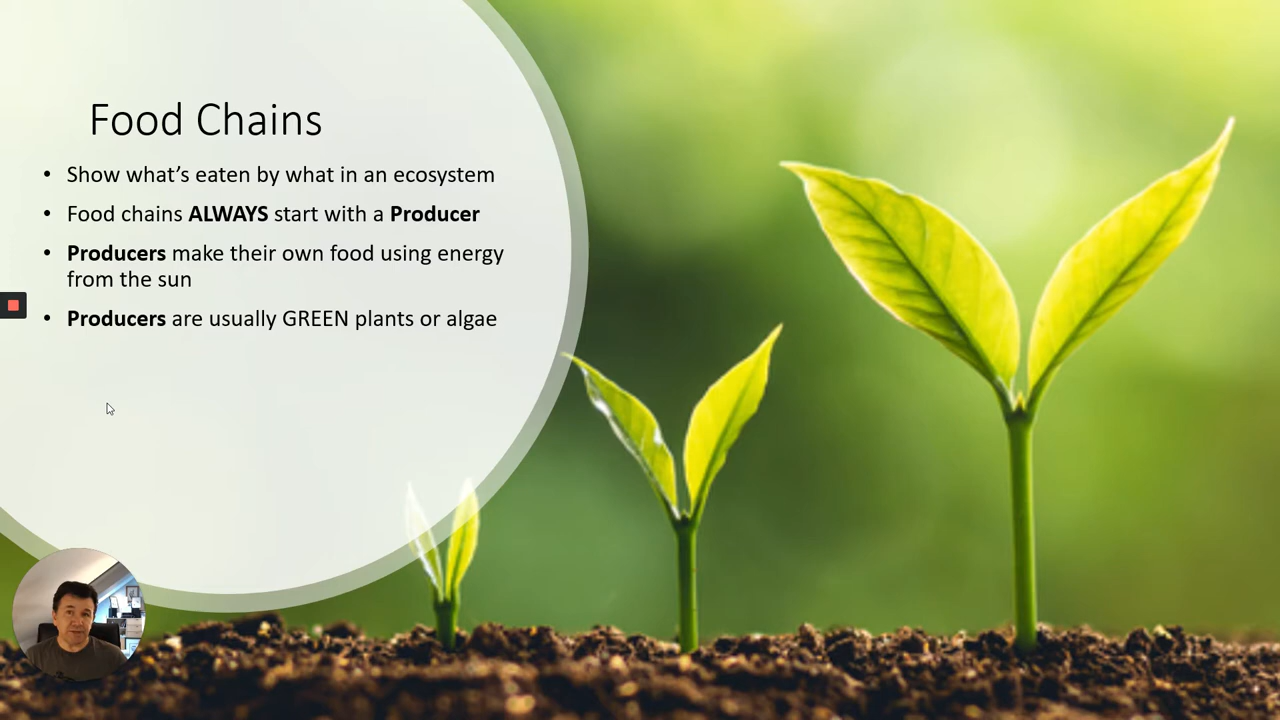 Food Chains
• Show what’s eaten by what in an ecosystem
• Food chains ALWAYS start with a Producer
• Producers make their own food using energy
from the sun
• Producers are usually GREEN plants or algae